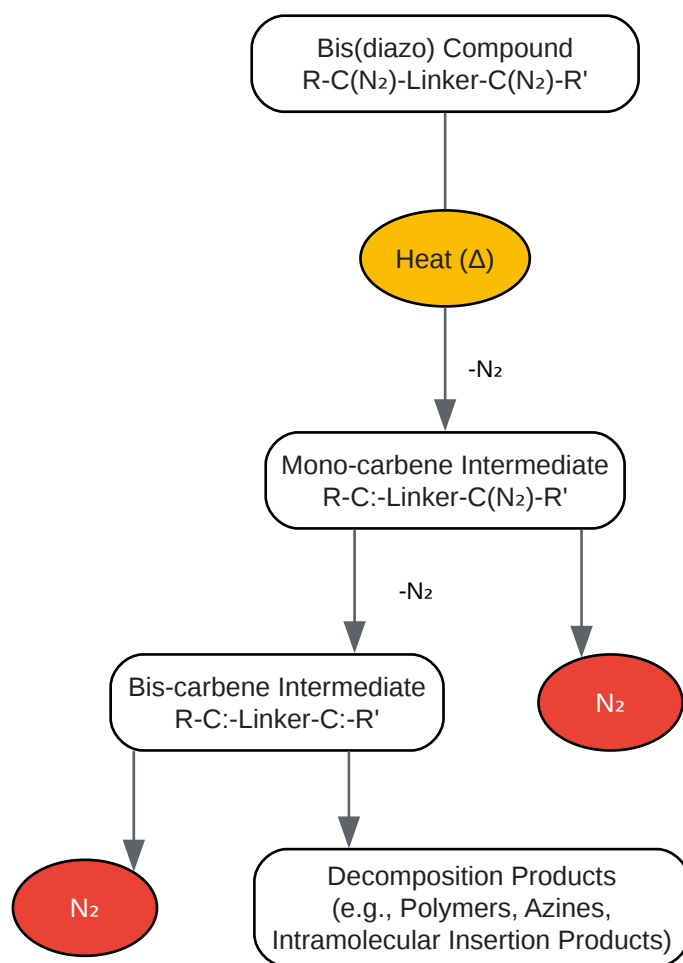 Bis(diazo) Compound
R-C(N₂)-Linker-C(N₂)-R'
Heat (Δ)
-N₂
Mono-carbene Intermediate
R-C:-Linker-C(N₂)-R'
-N₂
Bis-carbene Intermediate
R-C:-Linker-C:-R'
N₂
N₂
Decomposition Products
(e.g., Polymers, Azines,
Intramolecular Insertion Products)